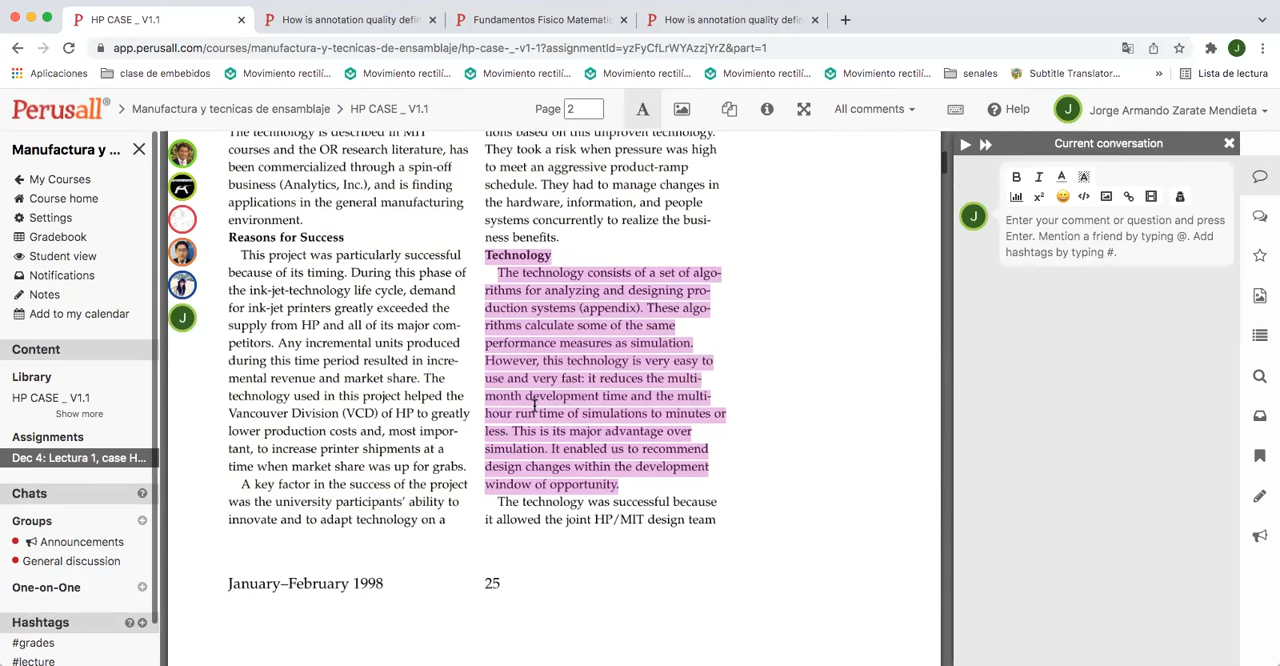 HP CASE _ V1.1
How is annotation quality defin
Fundamentos Fisico Matematic
How is annotation quality defin
app.perusall.com/courses/manufactura-y-tecnicas-de-ensamblaje/hp-case-_-v1-1?assignmentId=yzFyCfLrWYAzzjYrZ&part=1
J
Aplicaciones
clase de embebidos
Movimiento rectilí...
Movimiento rectilí...
Movimiento rectilí...
Movimiento rectilí...
Movimiento rectilí...
Movimiento rectilí...
senales
Subtitle Translator...
»
Lista de lectura
Perusall®
Manufactura y tecnicas de ensamblaje
HP CASE _ V1.1
Page 2
A
All comments
Help
J
Jorge Armando Zarate Mendieta
Manufactura y ...
My Courses
Course home
Settings
Gradebook
Student view
Notifications
Notes
Add to my calendar
Content
Library
HP CASE _ V1.1
Show more
Assignments
Dec 4: Lectura 1, case H...
Chats
Groups
Announcements
General discussion
One-on-One
Hashtags
#grades
#lecture
J
The technology is described in MIT
courses and the OR research literature, has
been commercialized through a spin-off
business (Analytics, Inc.), and is finding
applications in the general manufacturing
environment.
Reasons for Success
This project was particularly successful
because of its timing. During this phase of
the ink-jet-technology life cycle, demand
for ink-jet printers greatly exceeded the
supply from HP and all of its major com-
petitors. Any incremental units produced
during this time period resulted in incre-
mental revenue and market share. The
technology used in this project helped the
Vancouver Division (VCD) of HP to greatly
lower production costs and, most impor-
tant, to increase printer shipments at a
time when market share was up for grabs.
A key factor in the success of the project
was the university participants' ability to
innovate and to adapt technology on a
tions based on this unproven technology.
They took a risk when pressure was high
to meet an aggressive product-ramp
schedule. They had to manage changes in
the hardware, information, and people
systems concurrently to realize the busi-
ness benefits.
Technology
The technology consists of a set of algo-
rithms for analyzing and designing pro-
duction systems (appendix). These algo-
rithms calculate some of the same
performance measures as simulation.
However, this technology is very easy to
use and very fast: it reduces the multi-
month development time and the multi-
hour run time of simulations to minutes or
less. This is its major advantage over
simulation. It enabled us to recommend
design changes within the development
window of opportunity.
The technology was successful because
it allowed the joint HP/MIT design team
January–February 1998
25
Current conversation
B I A A
x²
J
Enter your comment or question and press
Enter. Mention a friend by typing @. Add
hashtags by typing #.